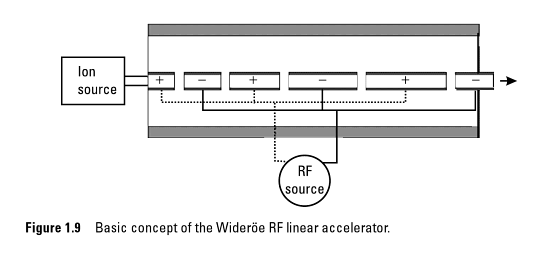 Ion
source
+ − + − + −
RF
source
Figure 1.9 Basic concept of the Wideröe RF linear accelerator.